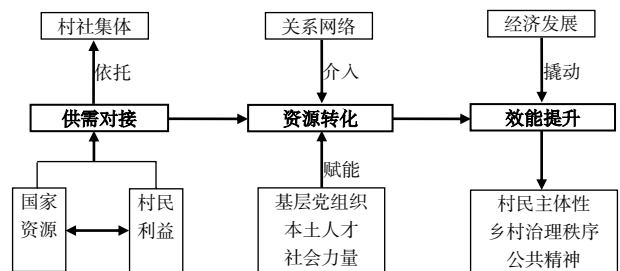 村社集体
关系网络
经济发展
依托
介入
撬动
供需对接
资源转化
效能提升
赋能
国家
资源
村民
利益
基层党组织
本土人才
社会力量
村民主体性
乡村治理秩序
公共精神